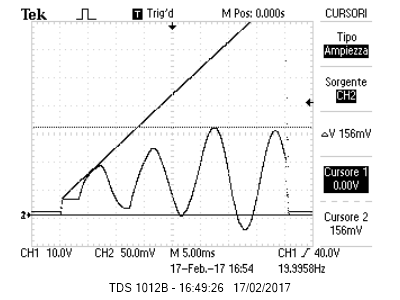 Tek T Trig'd M Pos: 0.000s CURSORI
Tipo
Ampiezza
Sorgente
CH2
ΔV 156mV
Cursore 1
0.00V
Cursore 2
156mV
2
CH1 10.0V CH2 50.0mV M 5.00ms CH1 / 40.0V
17-Feb.-17 16:54 19.3958Hz
TDS 1012B - 16:49:26 17/02/2017